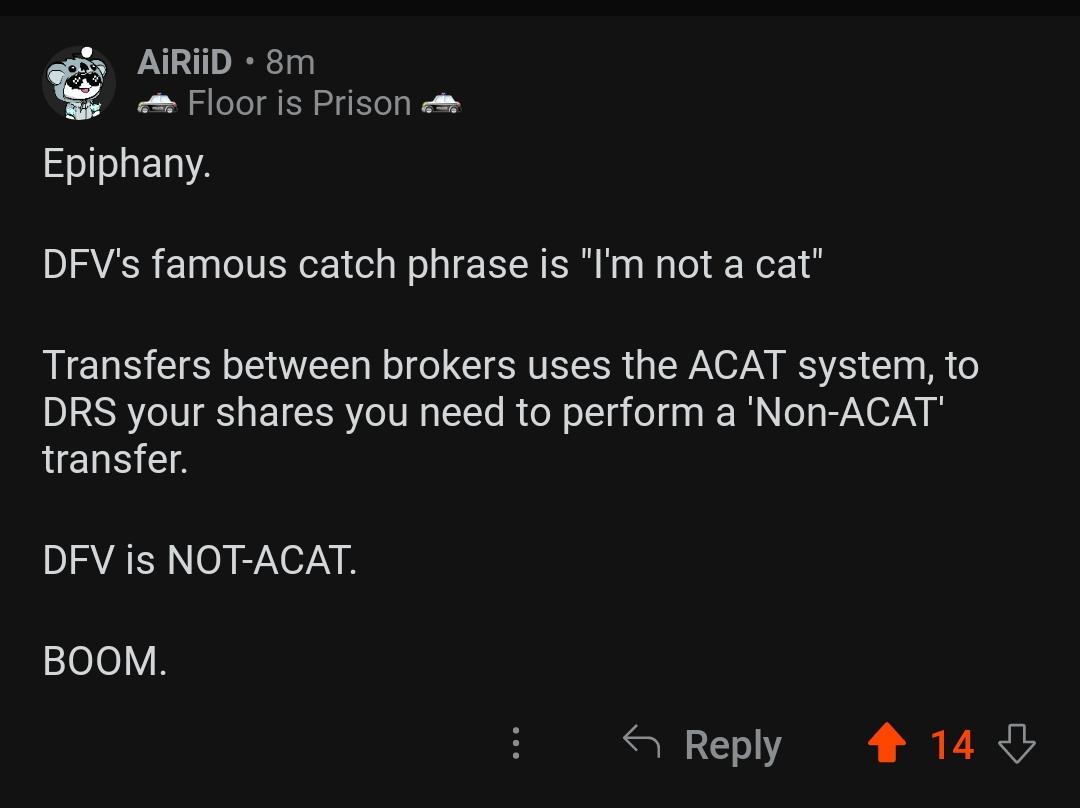 AiRiiD • 8m
🚓 Floor is Prison 🚓
Epiphany.
DFV's famous catch phrase is "I'm not a cat"
Transfers between brokers uses the ACAT system, to
DRS your shares you need to perform a 'Non-ACAT'
transfer.
DFV is NOT-ACAT.
BOOM.
Reply 14